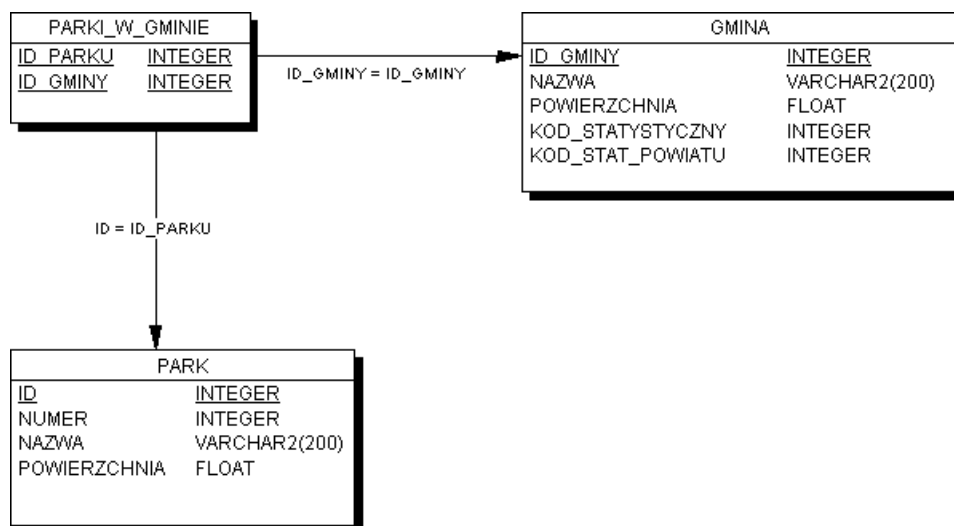 PARKI_W_GMINIE
ID_PARKU INTEGER
ID_GMINY INTEGER
ID_GMINY = ID_GMINY
GMINA
ID_GMINY INTEGER
NAZWA VARCHAR2(200)
POWIERZCHNIA FLOAT
KOD_STATYSTYCZNY INTEGER
KOD_STAT_POWIATU INTEGER
ID = ID_PARKU
PARK
ID INTEGER
NUMER INTEGER
NAZWA VARCHAR2(200)
POWIERZCHNIA FLOAT